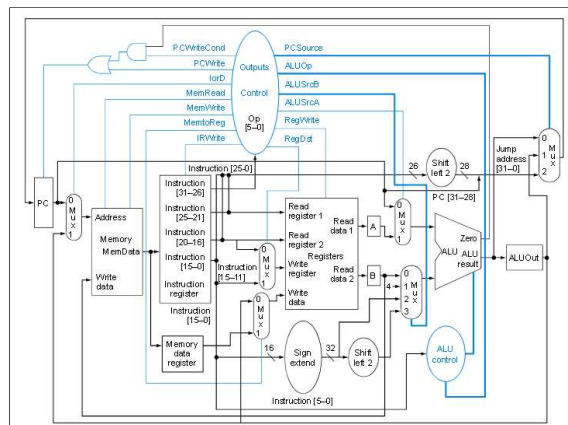 PCWriteCond
PCWrite
IorD
MemRead
MemWrite
MemtoReg
IRWrite
Outputs
Control
Op
[5–0]
PCSource
ALUOp
ALUSrcB
ALUSrcA
RegWrite
RegDst
PC
0
M
u
x
1
Address
Memory
MemData
Write
data
Instruction [25-0]
Instruction
[31–26]
Instruction
[25–21]
Instruction
[20–16]
Instruction
[15–0]
Instruction
register
Instruction
[15–0]
Memory
data
register
Instruction
[15–11]
0
M
u
x
1
0
M
u
x
1
Read
register 1
Read
register 2
Registers
Write
register
Write
data
Read
data 1
Read
data 2
A
B
4
0
M
u
x
1
0
1
M
u
x
2
3
26
Shift
left 2
28
Jump
address
[31–0]
PC [31–28]
0
1
2
M
u
x
Zero
ALU
ALU
result
ALUOut
16
Sign
extend
32
Shift
left 2
ALU
control
Instruction [5–0]